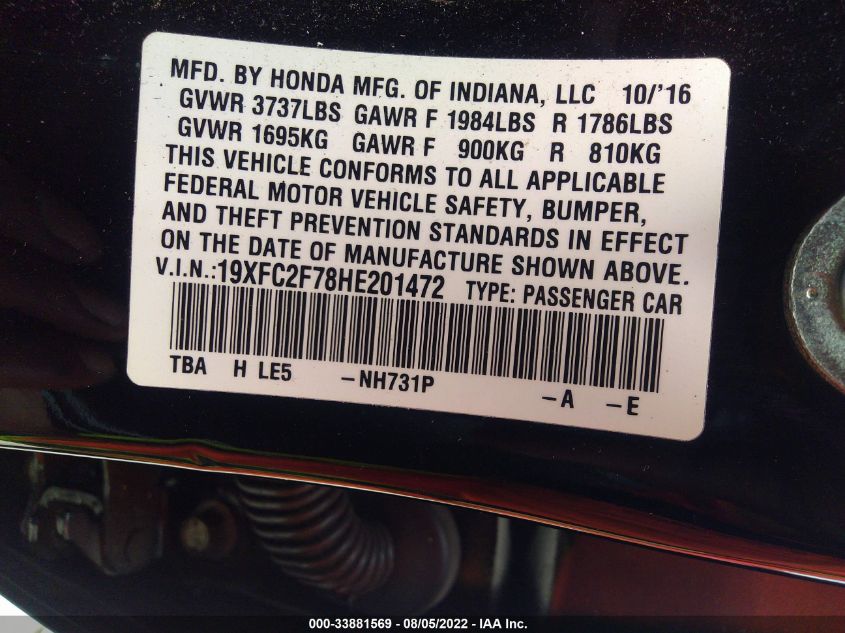 MFD. BY HONDA MFG. OF INDIANA, LLC 10/'16
GVWR 3737LBS GAWR F 1984LBS R 1786LBS
GVWR 1695KG GAWR F 900KG R 810KG
THIS VEHICLE CONFORMS TO ALL APPLICABLE
FEDERAL MOTOR VEHICLE SAFETY, BUMPER,
AND THEFT PREVENTION STANDARDS IN EFFECT
ON THE DATE OF MANUFACTURE SHOWN ABOVE.
V.I.N.:19XFC2F78HE201472 TYPE: PASSENGER CAR
TBA H LE5 -NH731P -A -E
000-33881569 - 08/05/2022 - IAA Inc.